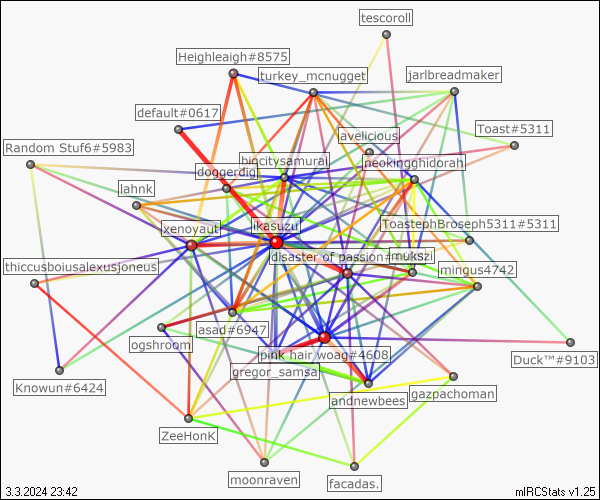 tescoroll
Heighleaigh#8575
turkey_mcnugget
jarlbreadmaker
default#0617
Toast#5311
avelicious
Random Stuf6#5983
bigcitysamurai
neokingghidorah
doggerdig
lahnk
xenoyaut
ikasuzu
ToastephBroseph5311#5311
disaster of passion#
mukszi
thiccusboiusalexusjoneus
mingus4742
asad#6947
ogshroom
pink hair woag#4608
Duck™#9103
gregor_samsa
Knowun#6424
andnewbees
gazpachoman
ZeeHonK
moonraven
facadas.
3.3.2024 23:42
mIRCStats v1.25